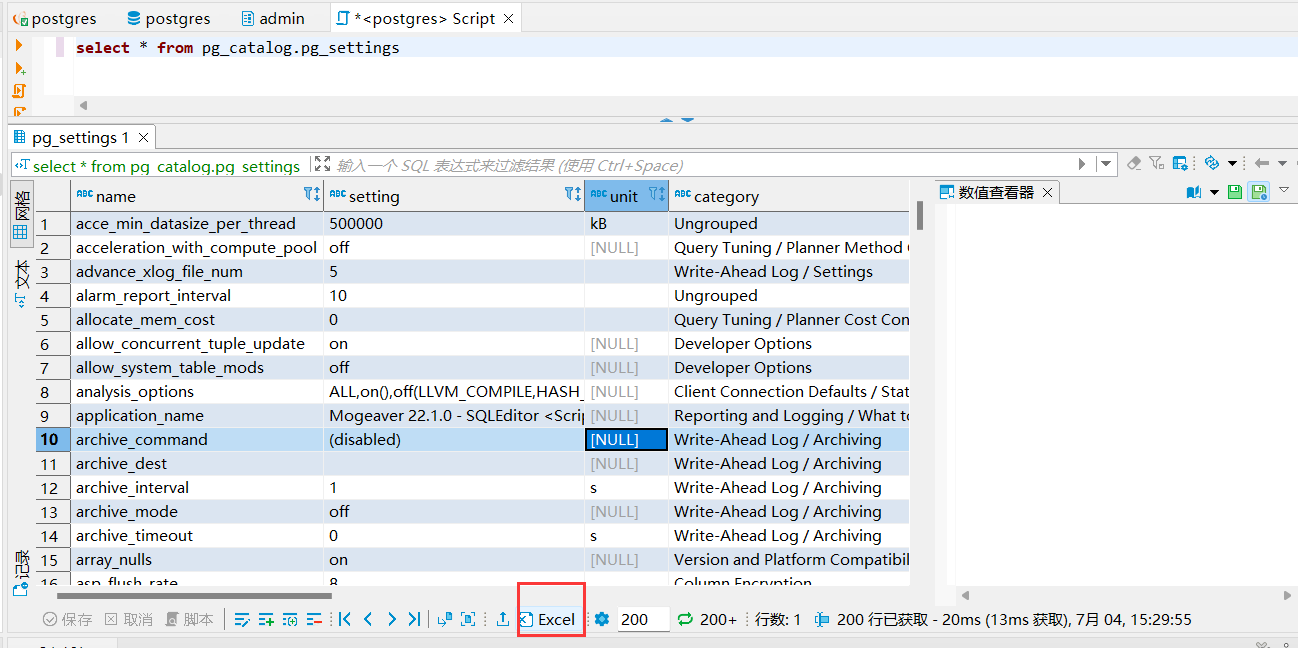 postgres postgres admin *<postgres> Script
select * from pg_catalog.pg_settings
pg_settings 1
select * from pg_catalog.pg_settings 输入一个 SQL 表达式来过滤结果 (使用 Ctrl+Space)
网格
文本
记录
ABC name ABC setting ABC unit ABC category 数值查看器
1 acce_min_datasize_per_thread 500000 kB Ungrouped
2 acceleration_with_compute_pool off [NULL] Query Tuning / Planner Method
3 advance_xlog_file_num 5 Write-Ahead Log / Settings
4 alarm_report_interval 10 Ungrouped
5 allocate_mem_cost 0 Query Tuning / Planner Cost Con
6 allow_concurrent_tuple_update on [NULL] Developer Options
7 allow_system_table_mods off [NULL] Developer Options
8 analysis_options ALL,on(),off(LLVM_COMPILE,HASH_ [NULL] Client Connection Defaults / Stat
9 application_name Mogeaver 22.1.0 - SQLEditor <Scrip [NULL] Reporting and Logging / What to
10 archive_command (disabled) [NULL] Write-Ahead Log / Archiving
11 archive_dest [NULL] Write-Ahead Log / Archiving
12 archive_interval 1 s Write-Ahead Log / Archiving
13 archive_mode off [NULL] Write-Ahead Log / Archiving
14 archive_timeout 0 s Write-Ahead Log / Archiving
15 array_nulls on [NULL] Version and Platform Compatibil
16 asp_flush_rate 8 Column Encryption
保存 取消 脚本 Excel 200 200+ 行数: 1 200 行已获取 - 20ms (13ms 获取), 7月 04, 15:29:55